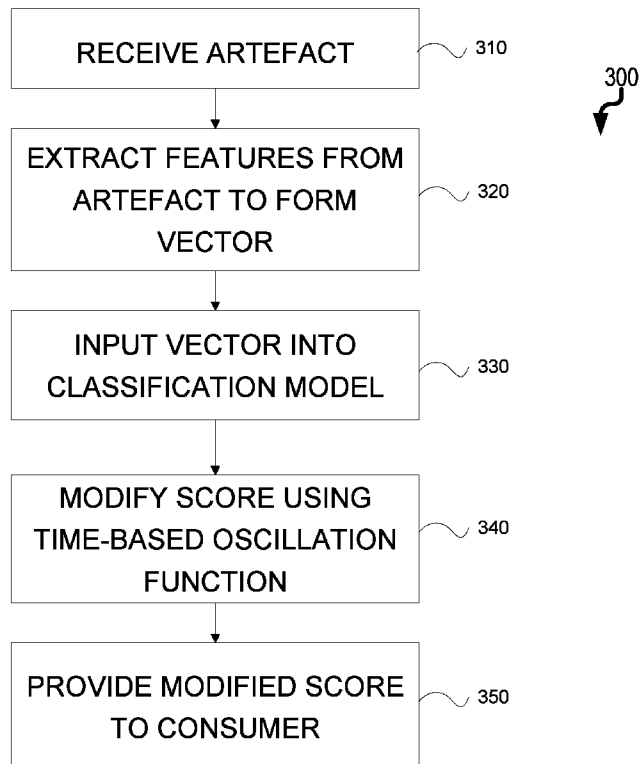 RECEIVE ARTEFACT
310
300
EXTRACT FEATURES FROM
ARTEFACT TO FORM
VECTOR
320
INPUT VECTOR INTO
CLASSIFICATION MODEL
330
MODIFY SCORE USING
TIME-BASED OSCILLATION
FUNCTION
340
PROVIDE MODIFIED SCORE
TO CONSUMER
350